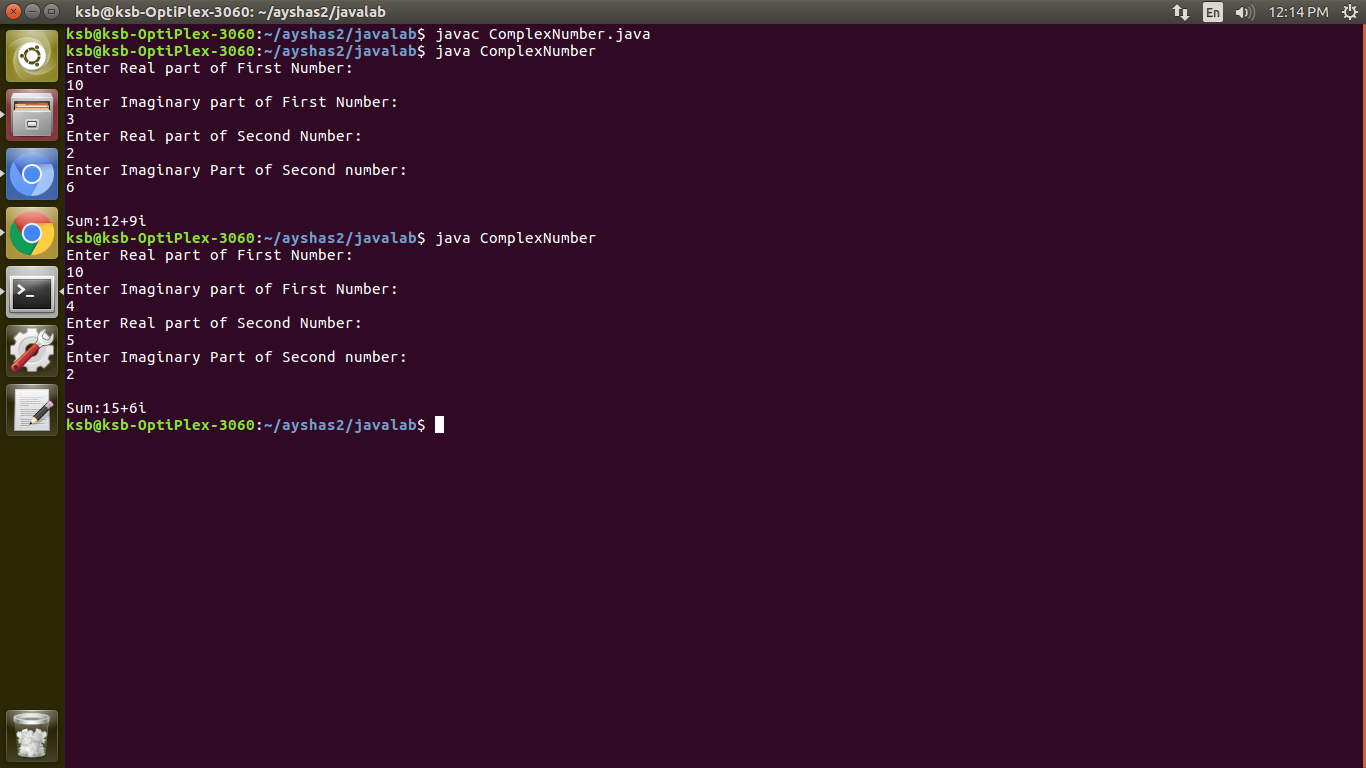 ksb@ksb-OptiPlex-3060: ~/ayshas2/javalab
En
12:14 PM
ksb@ksb-OptiPlex-3060:~/ayshas2/javalab$ javac ComplexNumber.java
ksb@ksb-OptiPlex-3060:~/ayshas2/javalab$ java ComplexNumber
Enter Real part of First Number:
10
Enter Imaginary part of First Number:
3
Enter Real part of Second Number:
2
Enter Imaginary Part of Second number:
6
Sum:12+9i
ksb@ksb-OptiPlex-3060:~/ayshas2/javalab$ java ComplexNumber
Enter Real part of First Number:
10
Enter Imaginary part of First Number:
4
Enter Real part of Second Number:
5
Enter Imaginary Part of Second number:
2
Sum:15+6i
ksb@ksb-OptiPlex-3060:~/ayshas2/javalab$